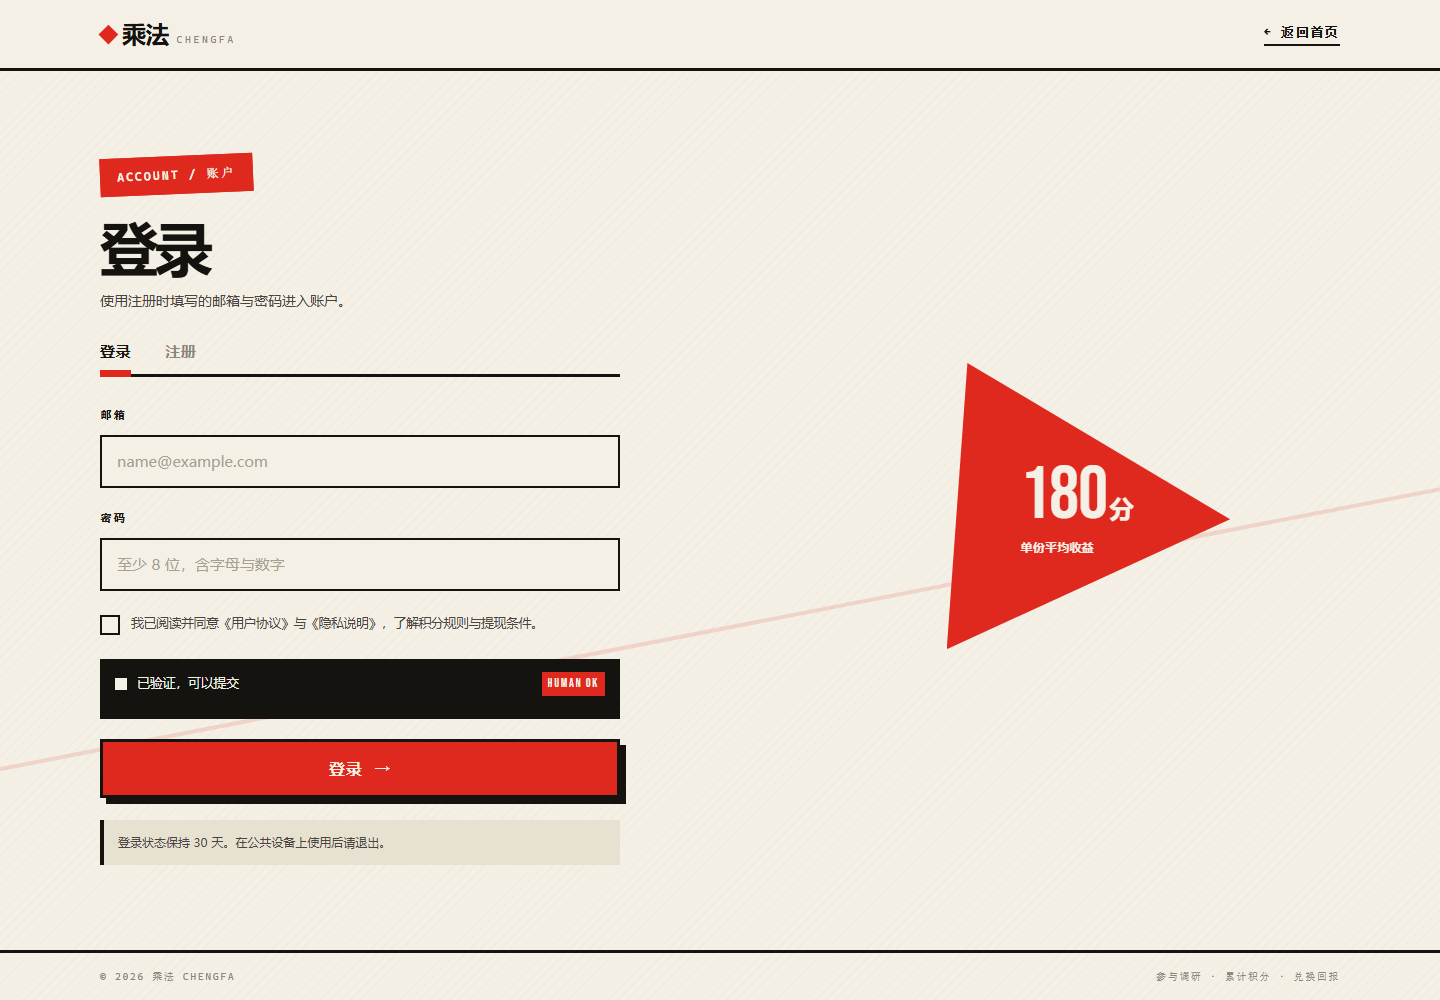 乘法 CHENGFA
← 返回首页
ACCOUNT / 账户
登录
使用注册时填写的邮箱与密码进入账户。
登录 注册
邮箱
name@example.com
密码
至少 8 位，含字母与数字
我已阅读并同意《用户协议》与《隐私说明》，了解积分规则与提现条件。
已验证，可以提交
HUMAN OK
登录 →
登录状态保持 30 天。在公共设备上使用后请退出。
180分
单份平均收益
© 2026 乘法 CHENGFA
参与调研 · 累计积分 · 兑换回报